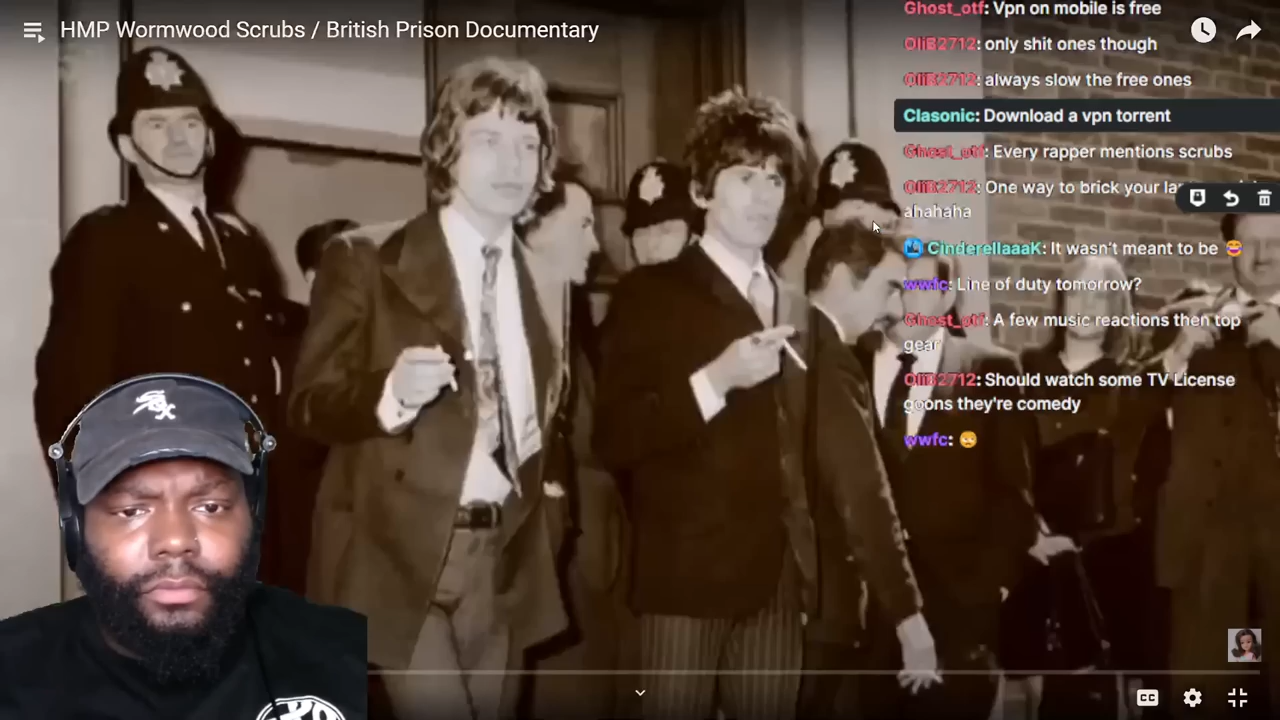 HMP Wormwood Scrubs / British Prison Documentary
Ghost_otf: Vpn on mobile is free
OliB2712: only shit ones though
OliB2712: always slow the free ones
Clasonic: Download a vpn torrent
Ghost_otf: Every rapper mentions scrubs
OliB2712: One way to brick your
ahahaha
CinderellaaaK: It wasn't meant to be 😂
wwfc: Line of duty tomorrow?
Ghost_otf: A few music reactions then top
gear
OliB2712: Should watch some TV License
goons they're comedy
wwfc: 😳
CC